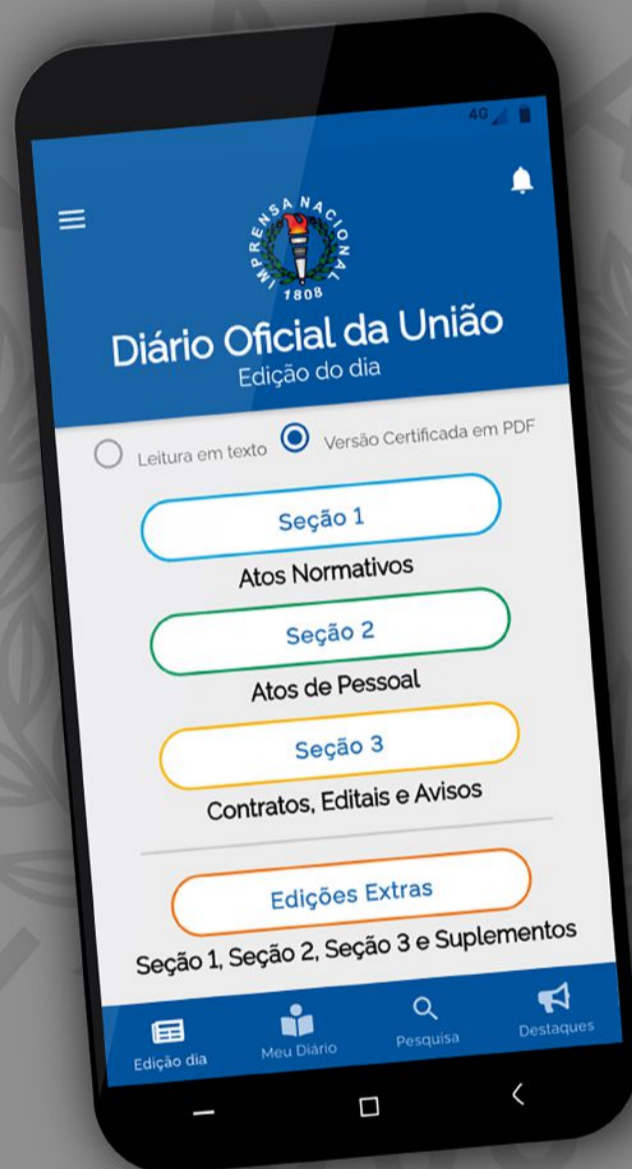 4G
IMPRENSA NACIONAL
1808
Diário Oficial da União
Edição do dia
Leitura em texto Versão Certificada em PDF
Seção 1
Atos Normativos
Seção 2
Atos de Pessoal
Seção 3
Contratos, Editais e Avisos
Edições Extras
Seção 1, Seção 2, Seção 3 e Suplementos
Edição dia Meu Diário Pesquisa Destaques